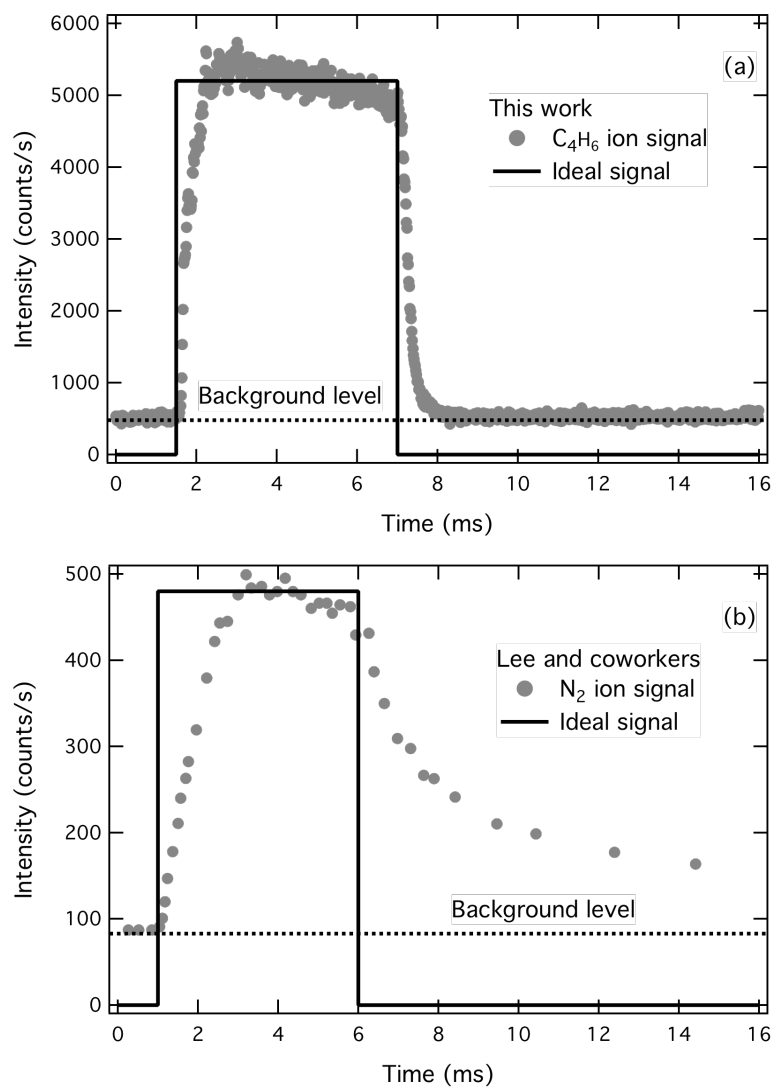 6000
(a)
This work
5000
C₄H₆ ion signal
Ideal signal
4000
Intensity (counts/s)
3000
2000
1000
Background level
0
0 2 4 6 8 10 12 14 16
Time (ms)
500
(b)
Lee and coworkers
400
N₂ ion signal
Ideal signal
Intensity (counts/s)
300
200
100
Background level
0
0 2 4 6 8 10 12 14 16
Time (ms)